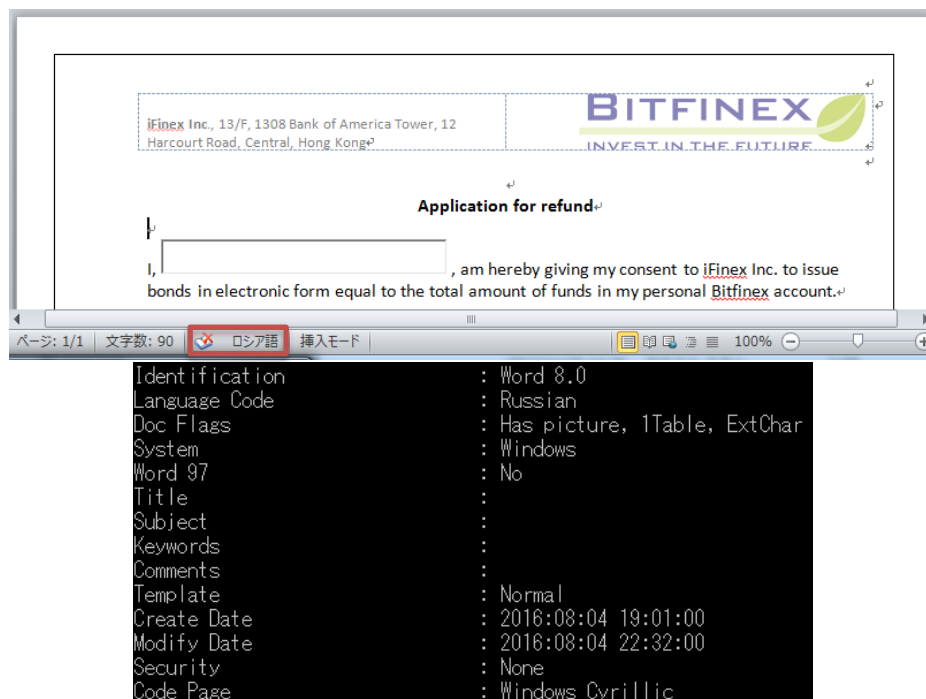 iFinex Inc., 13/F, 1308 Bank of America Tower, 12
Harcourt Road, Central, Hong Kong
BITFINEX
INVEST IN THE FUTURE
Application for refund
I, , am hereby giving my consent to iFinex Inc. to issue
bonds in electronic form equal to the total amount of funds in my personal Bitfinex account.
ページ: 1/1 文字数: 90 ロシア語 挿入モード 100%
Identification : Word 8.0
Language Code : Russian
Doc Flags : Has picture, 1Table, ExtChar
System : Windows
Word 97 : No
Title :
Subject :
Keywords :
Comments :
Template : Normal
Create Date : 2016:08:04 19:01:00
Modify Date : 2016:08:04 22:32:00
Security : None
Code Page : Windows Cyrillic